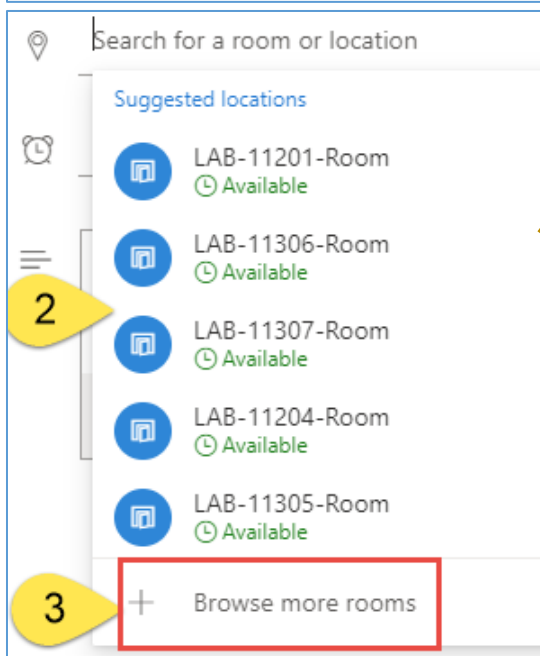 Search for a room or location
Suggested locations
LAB-11201-Room
Available
LAB-11306-Room
Available
2
LAB-11307-Room
Available
LAB-11204-Room
Available
LAB-11305-Room
Available
3
Browse more rooms